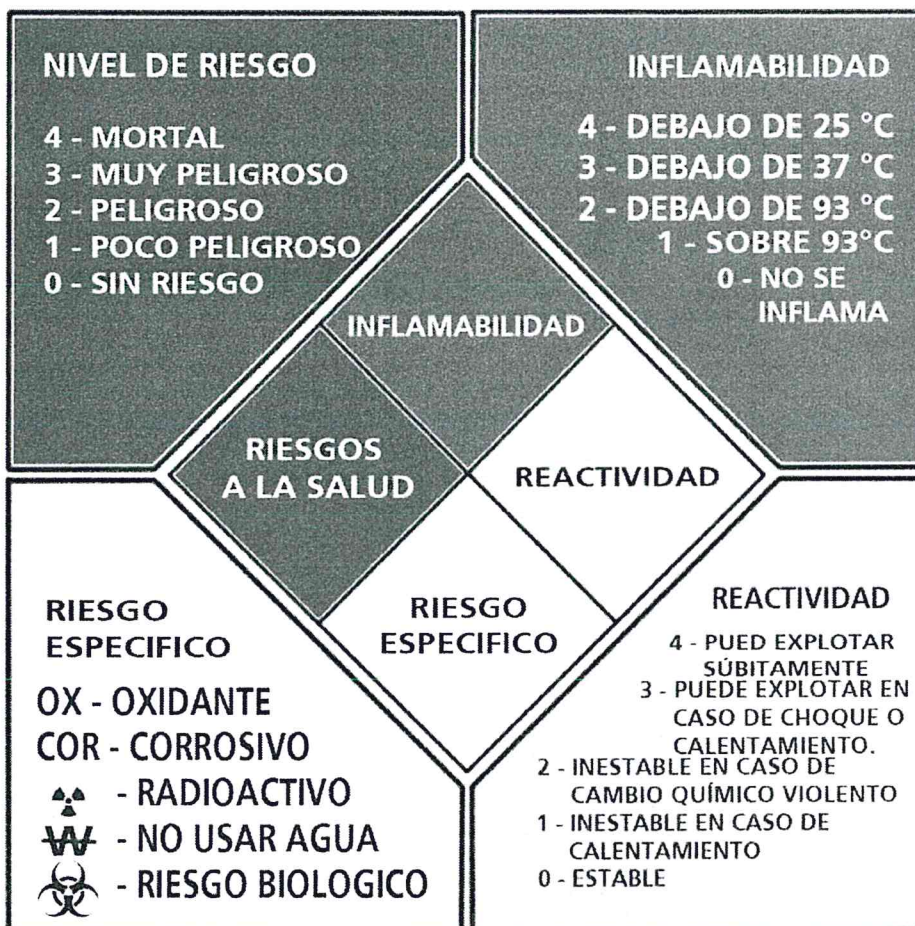 NIVEL DE RIESGO
4 - MORTAL
3 - MUY PELIGROSO
2 - PELIGROSO
1 - POCO PELIGROSO
0 - SIN RIESGO
INFLAMABILIDAD
4 - DEBAJO DE 25 °C
3 - DEBAJO DE 37 °C
2 - DEBAJO DE 93 °C
1 - SOBRE 93°C
0 - NO SE
INFLAMA
INFLAMABILIDAD
RIESGOS
A LA SALUD
REACTIVIDAD
RIESGO
ESPECIFICO
RIESGO
ESPECIFICO
OX - OXIDANTE
COR - CORROSIVO
- RADIOACTIVO
W - NO USAR AGUA
- RIESGO BIOLOGICO
REACTIVIDAD
4 - PUED EXPLOTAR
SÚBITAMENTE
3 - PUEDE EXPLOTAR EN
CASO DE CHOQUE O
CALENTAMIENTO.
2 - INESTABLE EN CASO DE
CAMBIO QUÍMICO VIOLENTO
1 - INESTABLE EN CASO DE
CALENTAMIENTO
0 - ESTABLE